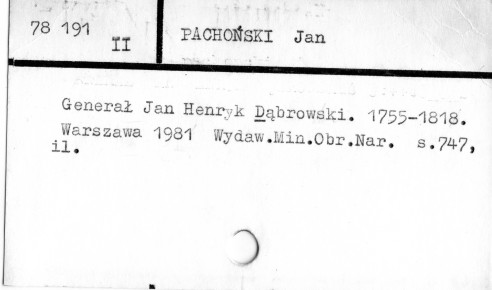 78 191
II
PACHOŃSKI Jan
Generał Jan Henryk Dąbrowski. 1755-1818.
Warszawa 1981 Wydaw.Min.Obr.Nar. s.747,
il.